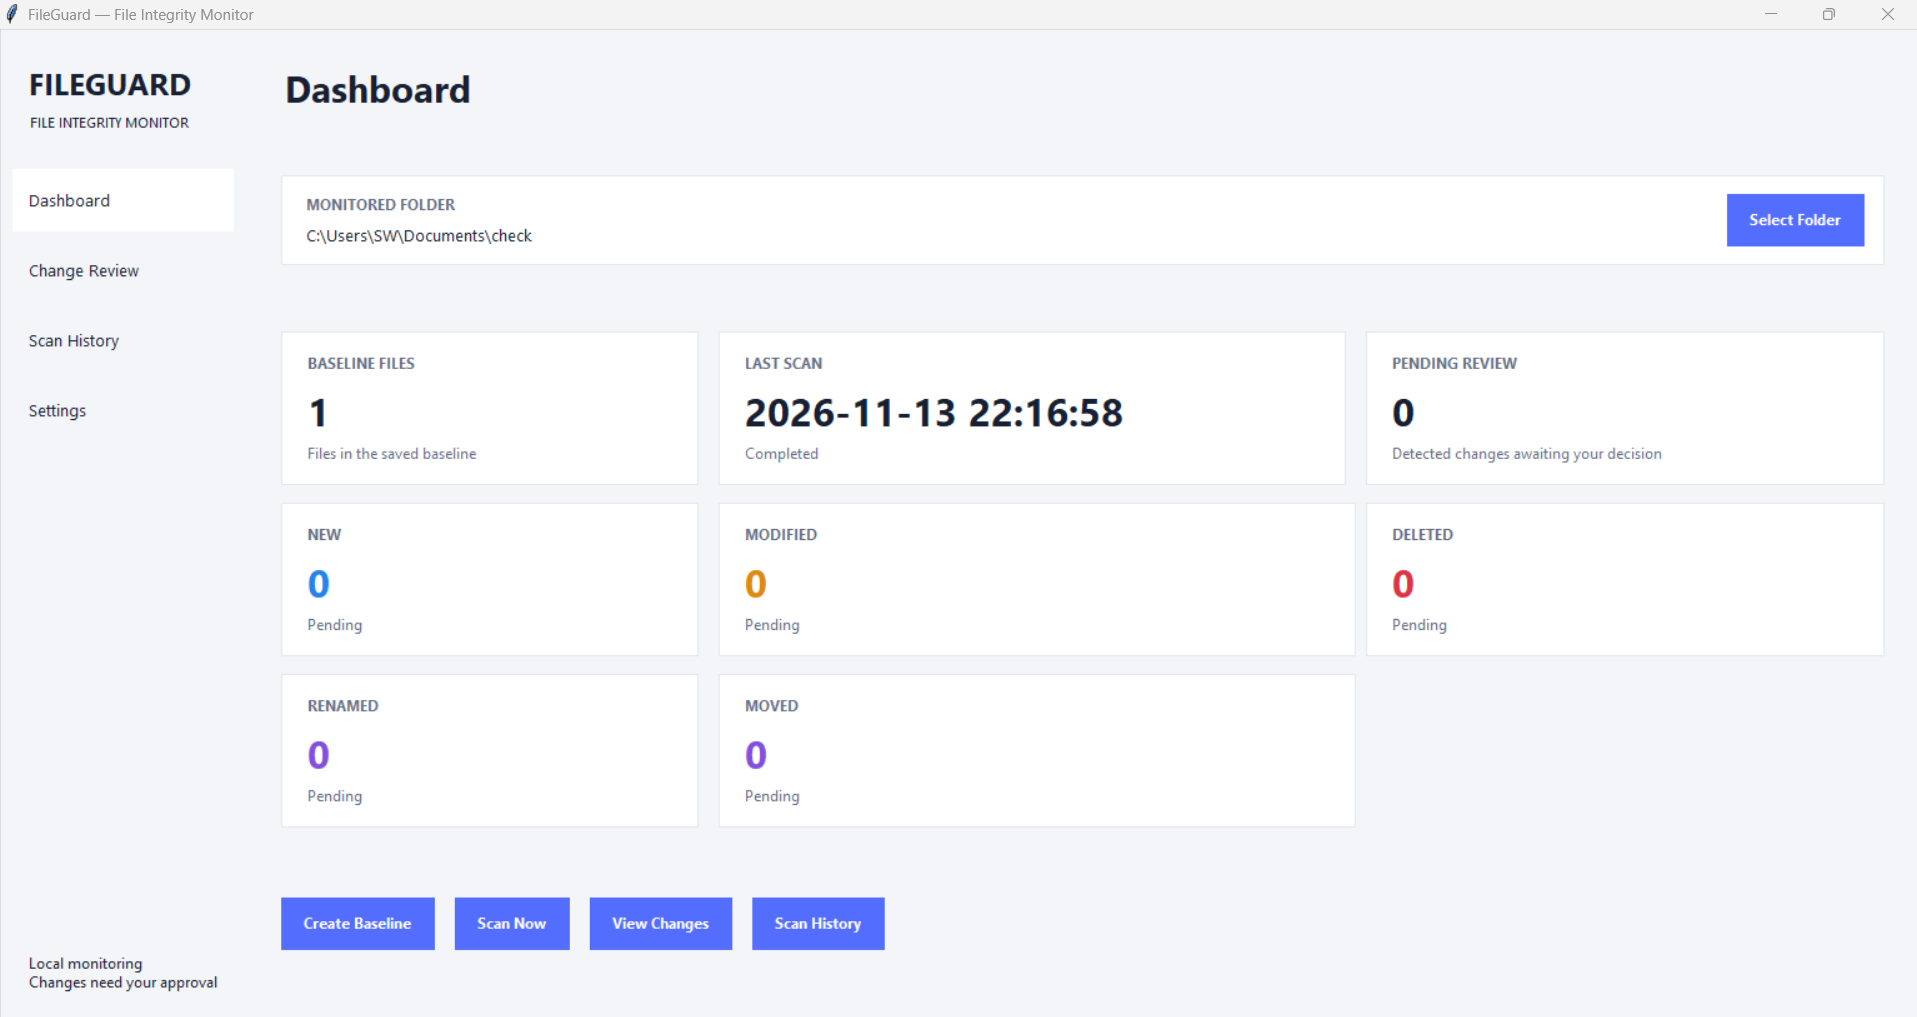 FileGuard — File Integrity Monitor
FILEGUARD
FILE INTEGRITY MONITOR
Dashboard
Change Review
Scan History
Settings
Local monitoring
Changes need your approval
Dashboard
MONITORED FOLDER
C:\Users\SW\Documents\check
Select Folder
BASELINE FILES
1
Files in the saved baseline
LAST SCAN
2026-11-13 22:16:58
Completed
PENDING REVIEW
0
Detected changes awaiting your decision
NEW
0
Pending
MODIFIED
0
Pending
DELETED
0
Pending
RENAMED
0
Pending
MOVED
0
Pending
Create Baseline
Scan Now
View Changes
Scan History